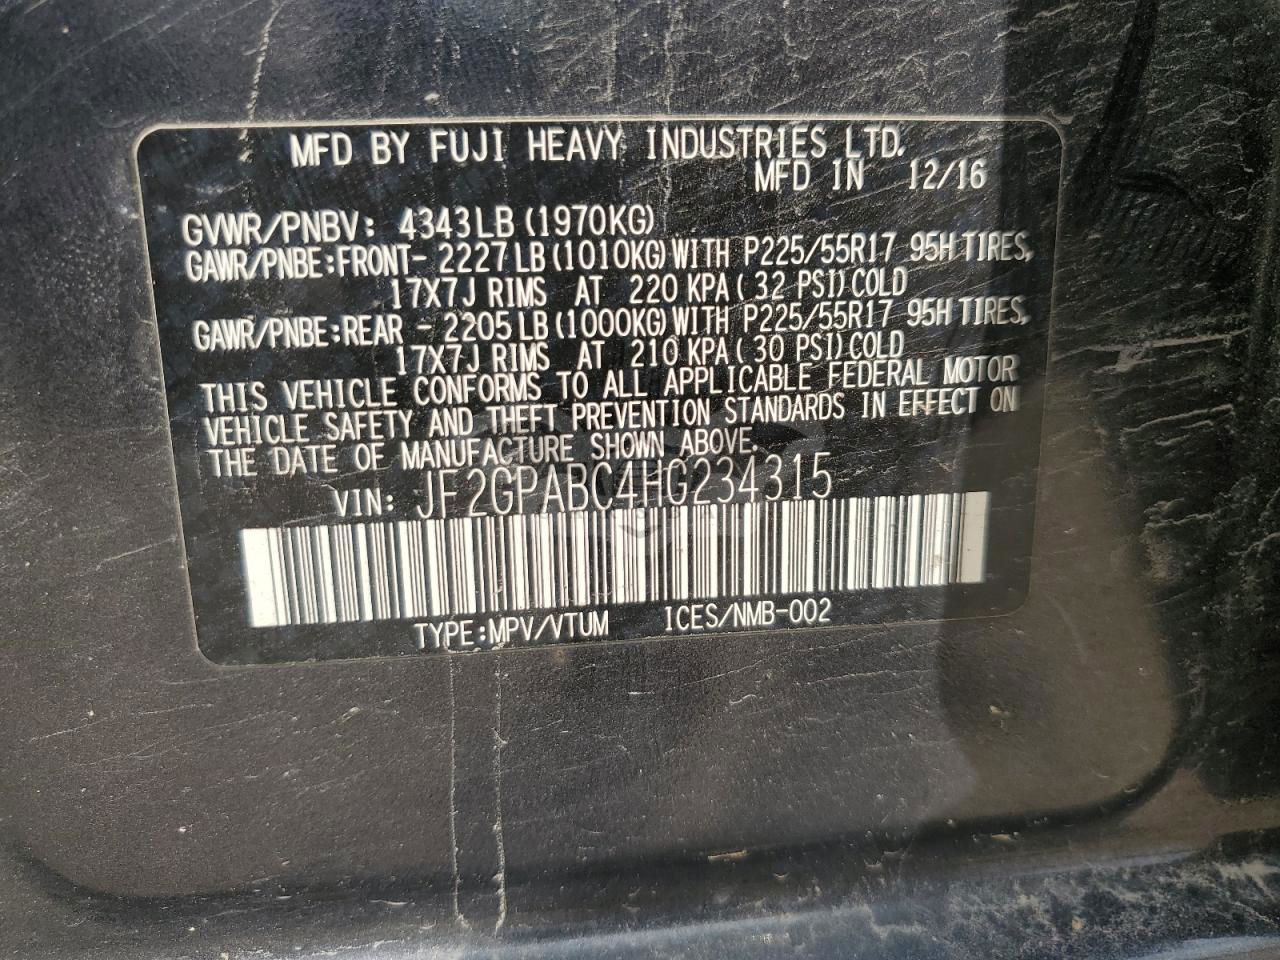 MFD BY FUJI HEAVY INDUSTRIES LTD.
MFD IN 12/16
GVWR/PNBV: 4343LB (1970KG)
GAWR/PNBE:FRONT- 2227LB (1010KG) WITH P225/55R17 95H TIRES,
17X7J RIMS AT 220 KPA ( 32 PSI) COLD
GAWR/PNBE:REAR - 2205LB (1000KG) WITH P225/55R17 95H TIRES,
17X7J RIMS AT 210 KPA ( 30 PSI) COLD
THIS VEHICLE CONFORMS TO ALL APPLICABLE FEDERAL MOTOR
VEHICLE SAFETY AND THEFT PREVENTION STANDARDS IN EFFECT ON
THE DATE OF MANUFACTURE SHOWN ABOVE.
VIN: JF2GPABC4HG234315
TYPE:MPV/VTUM ICES/NMB-002